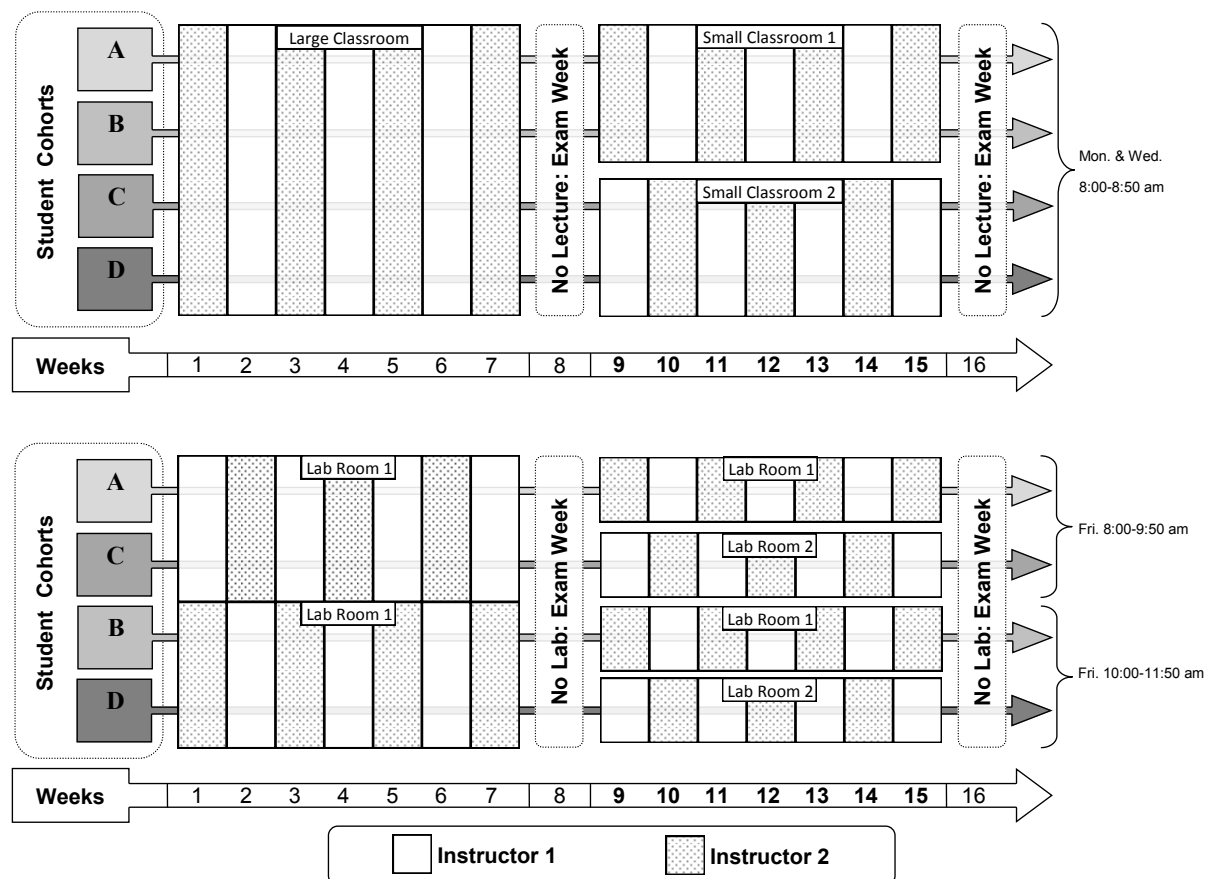 Student Cohorts
A
B
C
D
Large Classroom
No Lecture: Exam Week
Small Classroom 1
Small Classroom 2
No Lecture: Exam Week
Mon. & Wed.
8:00-8:50 am
Weeks 1 2 3 4 5 6 7 8 9 10 11 12 13 14 15 16
Student Cohorts
A
C
B
D
Lab Room 1
Lab Room 1
No Lab: Exam Week
Lab Room 1
Lab Room 2
Lab Room 1
Lab Room 2
No Lab: Exam Week
Fri. 8:00-9:50 am
Fri. 10:00-11:50 am
Weeks 1 2 3 4 5 6 7 8 9 10 11 12 13 14 15 16
Instructor 1 Instructor 2